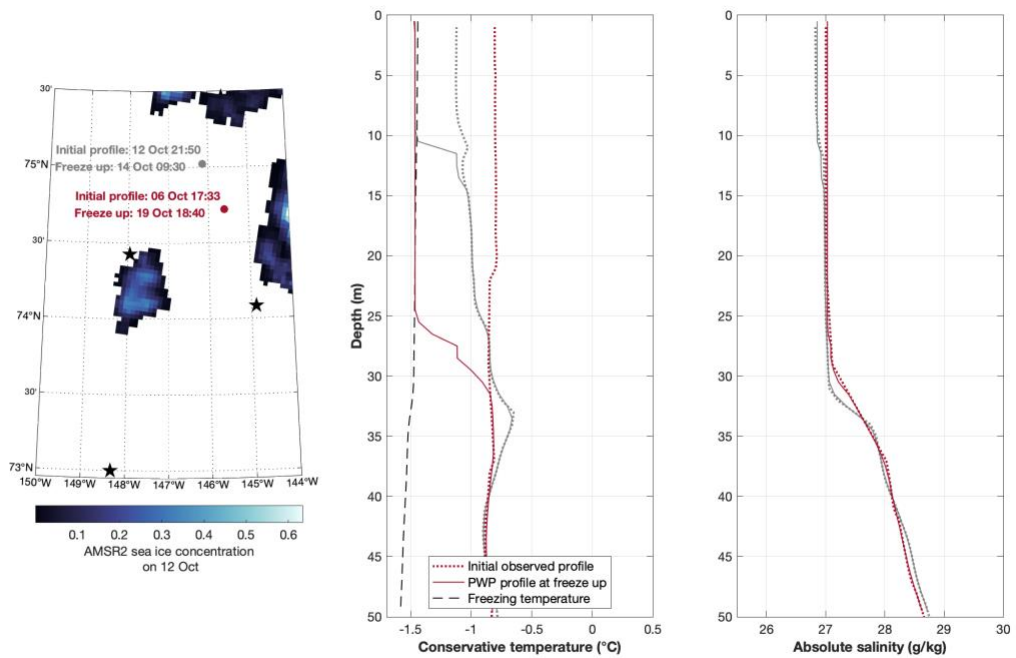 30'
Initial profile: 12 Oct 21:50
75°N
Freeze up: 14 Oct 09:30
Initial profile: 06 Oct 17:33
Freeze up: 19 Oct 18:40
30'
74°N
30'
73°N
150°W 149°W 148°W 147°W 146°W 145°W 144°W
0.1 0.2 0.3 0.4 0.5 0.6
AMSR2 sea ice concentration
on 12 Oct
0
5
10
15
20
25
30
35
40
45
50
Depth (m)
Initial observed profile
PWP profile at freeze up
Freezing temperature
-1.5 -1 -0.5 0 0.5
Conservative temperature (°C)
0
5
10
15
20
25
30
35
40
45
50
26 27 28 29 30
Absolute salinity (g/kg)